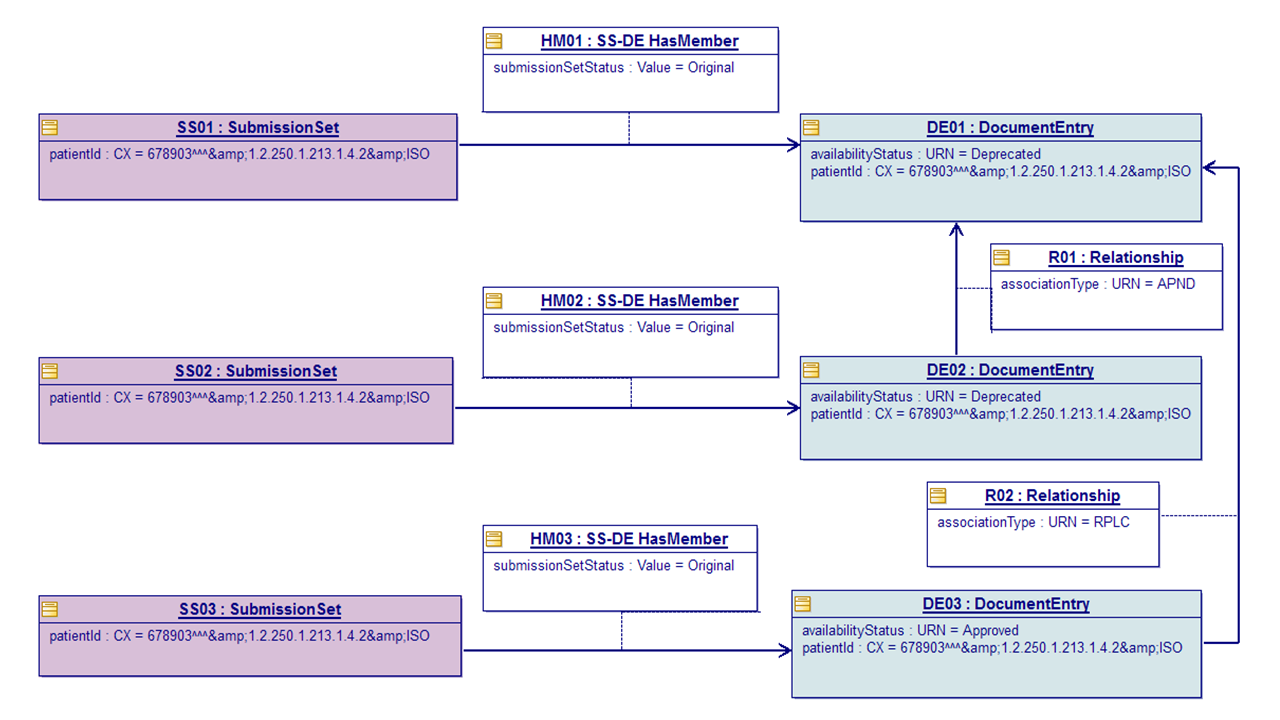 HM01 : SS-DE HasMember
submissionSetStatus : Value = Original
SS01 : SubmissionSet
patientId : CX = 678903^^^&amp;1.2.250.1.213.1.4.2&amp;ISO
DE01 : DocumentEntry
availabilityStatus : URN = Deprecated
patientId : CX = 678903^^^&amp;1.2.250.1.213.1.4.2&amp;ISO
R01 : Relationship
associationType : URN = APND
HM02 : SS-DE HasMember
submissionSetStatus : Value = Original
SS02 : SubmissionSet
patientId : CX = 678903^^^&amp;1.2.250.1.213.1.4.2&amp;ISO
DE02 : DocumentEntry
availabilityStatus : URN = Deprecated
patientId : CX = 678903^^^&amp;1.2.250.1.213.1.4.2&amp;ISO
R02 : Relationship
associationType : URN = RPLC
HM03 : SS-DE HasMember
submissionSetStatus : Value = Original
SS03 : SubmissionSet
patientId : CX = 678903^^^&amp;1.2.250.1.213.1.4.2&amp;ISO
DE03 : DocumentEntry
availabilityStatus : URN = Approved
patientId : CX = 678903^^^&amp;1.2.250.1.213.1.4.2&amp;ISO